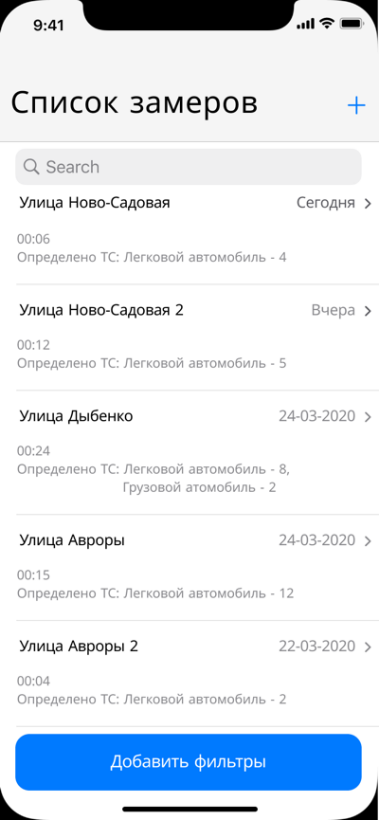 9:41
Список замеров +
Search
Улица Ново-Садовая Сегодня
00:06
Определено ТС: Легковой автомобиль - 4
Улица Ново-Садовая 2 Вчера
00:12
Определено ТС: Легковой автомобиль - 5
Улица Дыбенко 24-03-2020
00:24
Определено ТС: Легковой автомобиль - 8,
Грузовой атомобиль - 2
Улица Авроры 24-03-2020
00:15
Определено ТС: Легковой автомобиль - 12
Улица Авроры 2 22-03-2020
00:04
Определено ТС: Легковой автомобиль - 2
Добавить фильтры